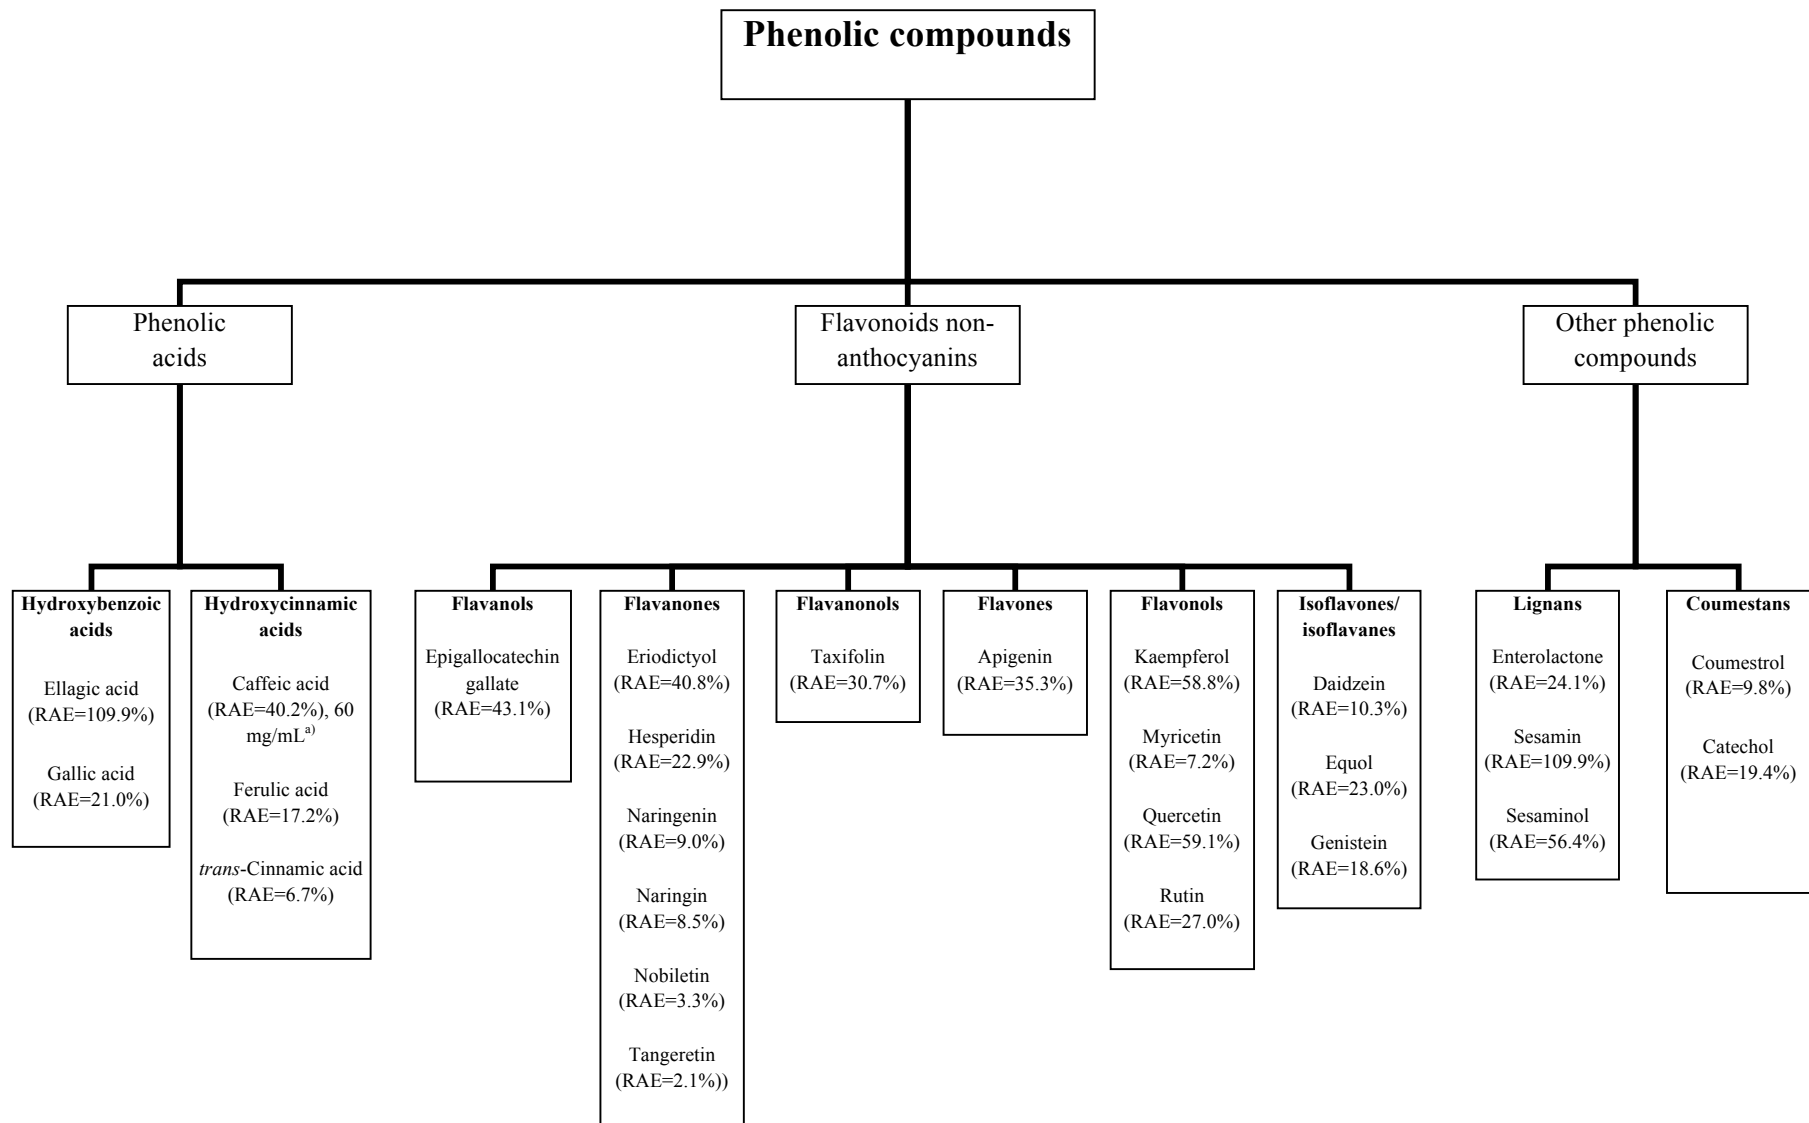 Phenolic compounds
Phenolic
acids
Flavonoids non-
anthocyanins
Other phenolic
compounds
Hydroxybenzoic
acids
Ellagic acid
(RAE=109.9%)
Gallic acid
(RAE=21.0%)
Hydroxycinnamic
acids
Caffeic acid
(RAE=40.2%), 60
mg/mLa)
Ferulic acid
(RAE=17.2%)
trans-Cinnamic acid
(RAE=6.7%)
Flavanols
Epigallocatechin
gallate
(RAE=43.1%)
Flavanones
Eriodictyol
(RAE=40.8%)
Hesperidin
(RAE=22.9%)
Naringenin
(RAE=9.0%)
Naringin
(RAE=8.5%)
Nobiletin
(RAE=3.3%)
Tangeretin
(RAE=2.1%))
Flavanonols
Taxifolin
(RAE=30.7%)
Flavones
Apigenin
(RAE=35.3%)
Flavonols
Kaempferol
(RAE=58.8%)
Myricetin
(RAE=7.2%)
Quercetin
(RAE=59.1%)
Rutin
(RAE=27.0%)
Isoflavones/
isoflavanes
Daidzein
(RAE=10.3%)
Equol
(RAE=23.0%)
Genistein
(RAE=18.6%)
Lignans
Enterolactone
(RAE=24.1%)
Sesamin
(RAE=109.9%)
Sesaminol
(RAE=56.4%)
Coumestans
Coumestrol
(RAE=9.8%)
Catechol
(RAE=19.4%)